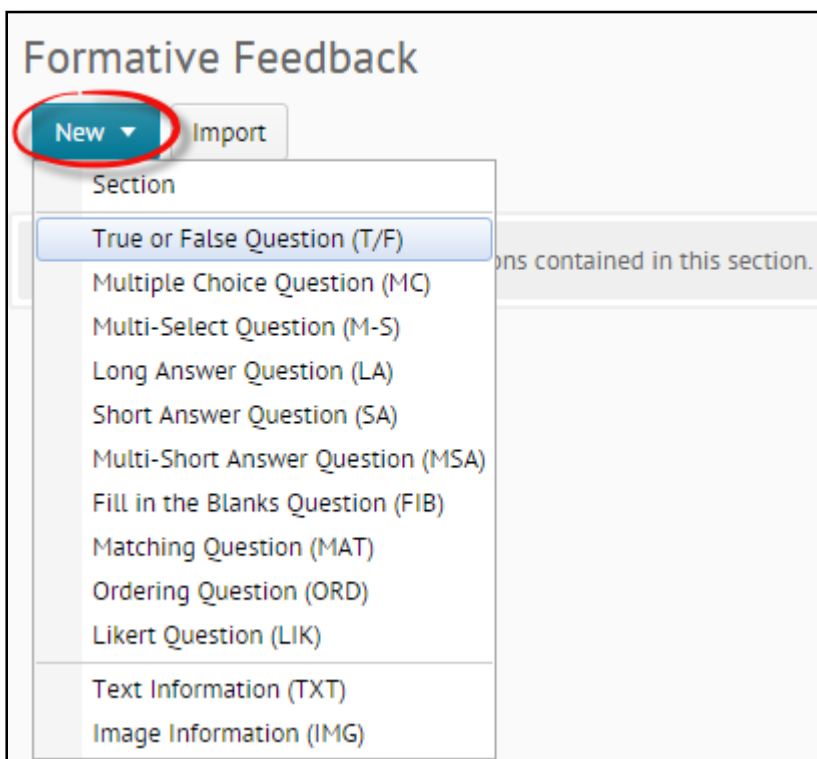 Formative Feedback
New Import
Section
True or False Question (T/F)
ons contained in this section.
Multiple Choice Question (MC)
Multi-Select Question (M-S)
Long Answer Question (LA)
Short Answer Question (SA)
Multi-Short Answer Question (MSA)
Fill in the Blanks Question (FIB)
Matching Question (MAT)
Ordering Question (ORD)
Likert Question (LIK)
Text Information (TXT)
Image Information (IMG)